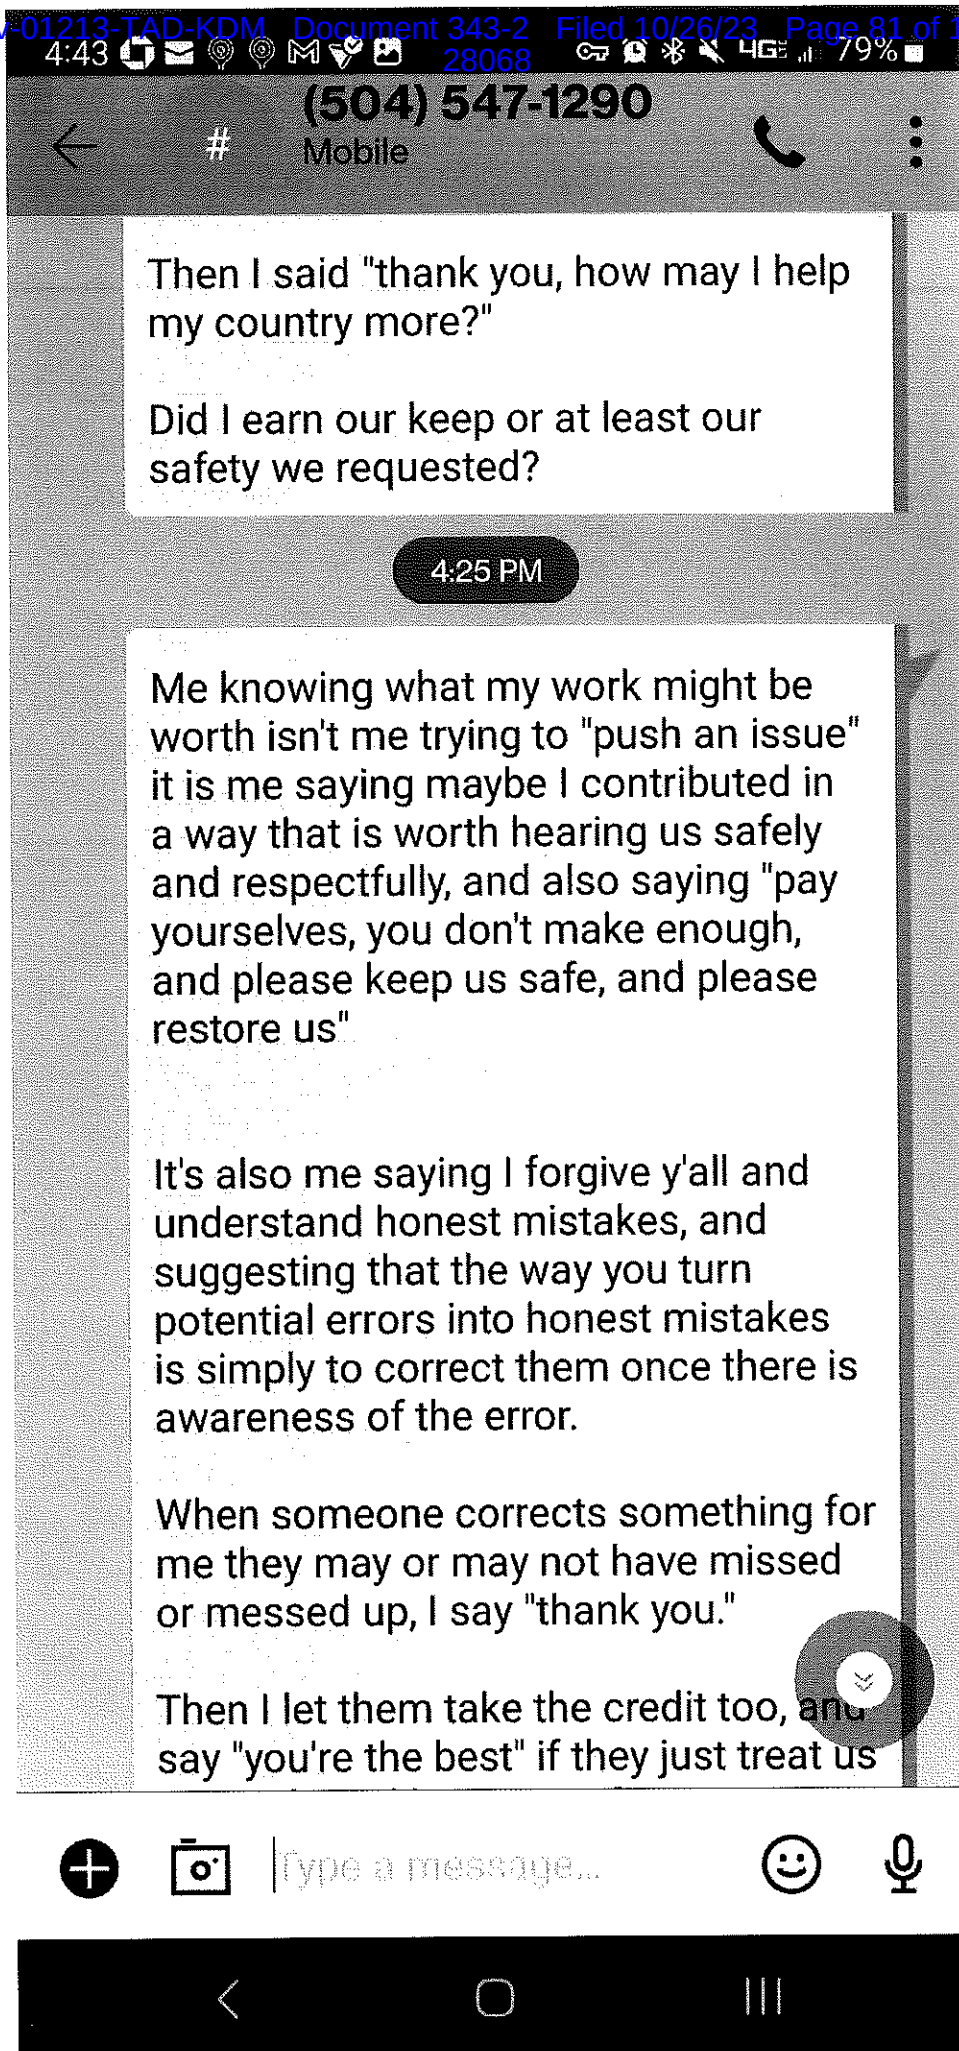 V-01213-TAD-KDM Document 343-2 Filed 10/26/23 Page 81 of 1
28068
4:43 4GE 79%
(504) 547-1290
#
Mobile
Then I said "thank you, how may I help
my country more?"
Did I earn our keep or at least our
safety we requested?
4:25 PM
Me knowing what my work might be
worth isn't me trying to "push an issue"
it is me saying maybe I contributed in
a way that is worth hearing us safely
and respectfully, and also saying "pay
yourselves, you don't make enough,
and please keep us safe, and please
restore us"
It's also me saying I forgive y'all and
understand honest mistakes, and
suggesting that the way you turn
potential errors into honest mistakes
is simply to correct them once there is
awareness of the error.
When someone corrects something for
me they may or may not have missed
or messed up, I say "thank you."
Then I let them take the credit too, and
say "you're the best" if they just treat us
Type a message...